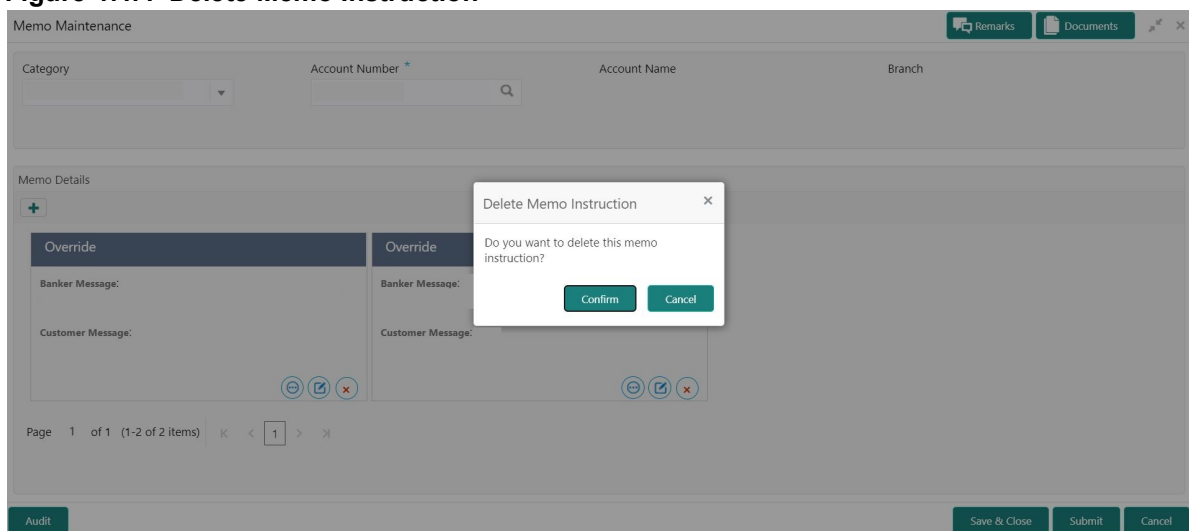 Memo Maintenance
Remarks
Documents
Category
Account Number *
Account Name
Branch
Memo Details
Delete Memo Instruction
Do you want to delete this memo
instruction?
Confirm
Cancel
Override
Override
Banker Message:
Banker Message:
Customer Message:
Customer Message:
Page 1 of 1 (1-2 of 2 items) K < 1 > >|
Audit
Save & Close
Submit
Cancel